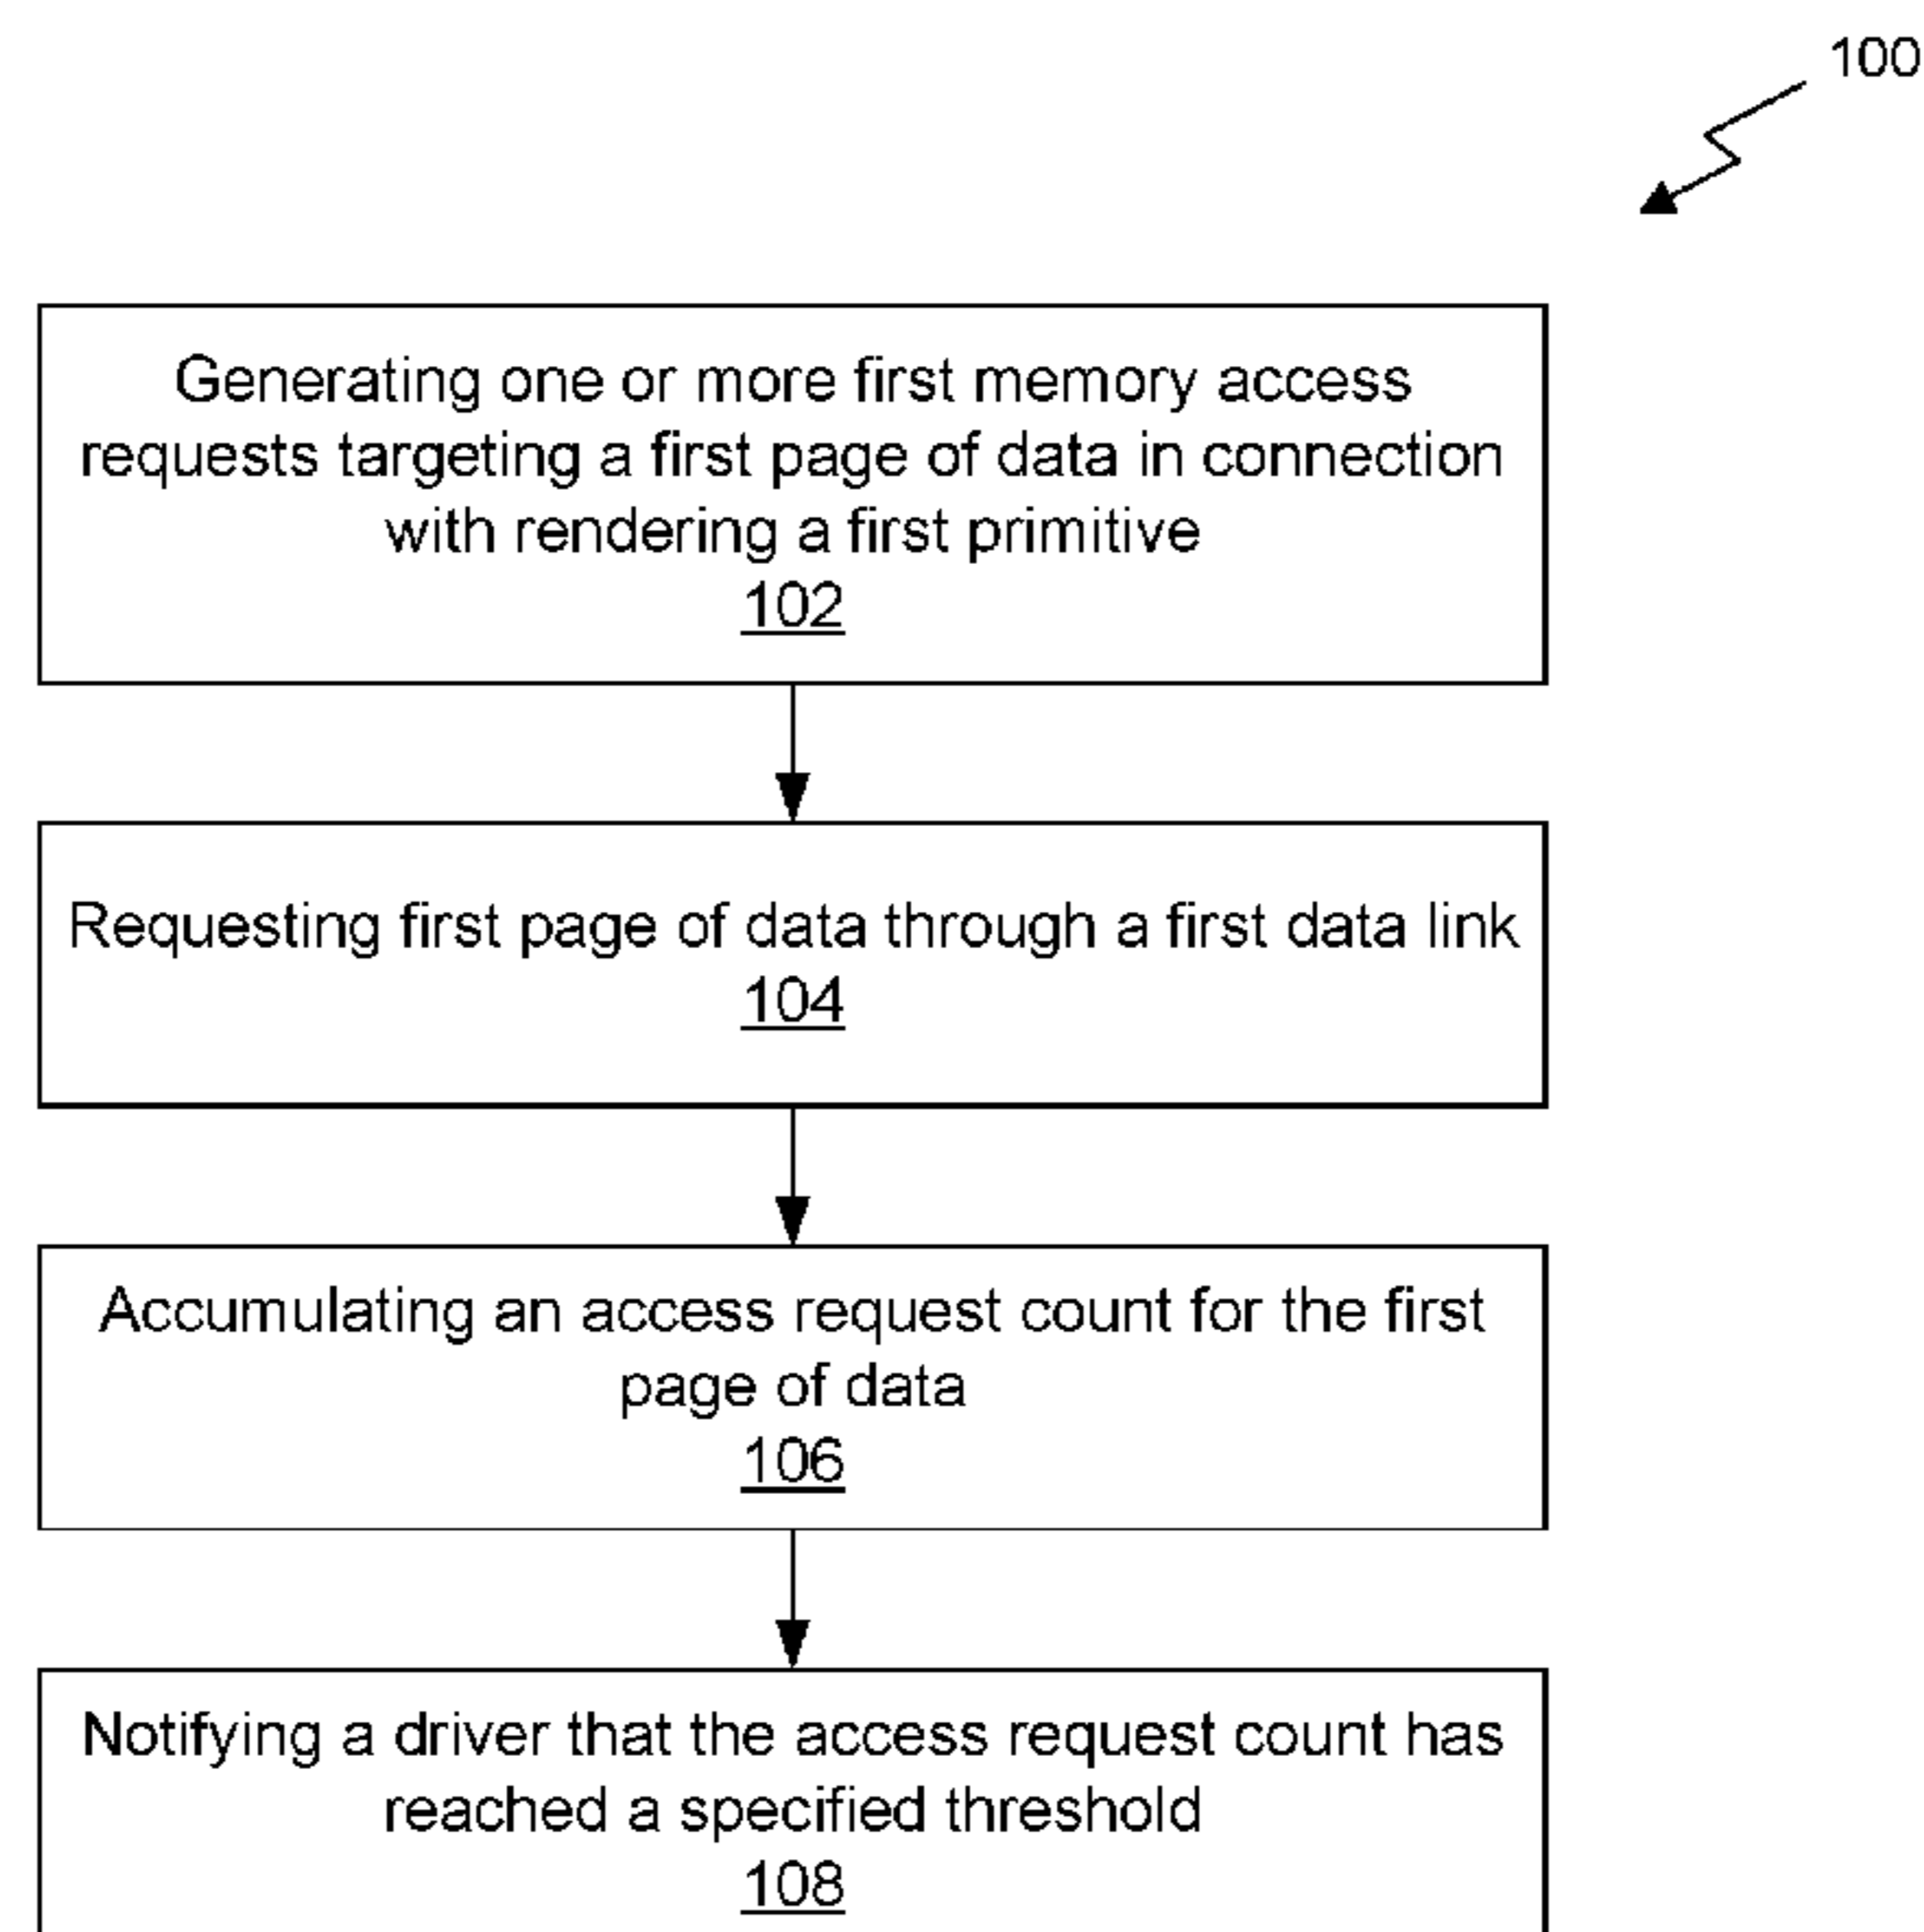 100
Generating one or more first memory access
requests targeting a first page of data in connection
with rendering a first primitive
102
Requesting first page of data through a first data link
104
Accumulating an access request count for the first
page of data
106
Notifying a driver that the access request count has
reached a specified threshold
108